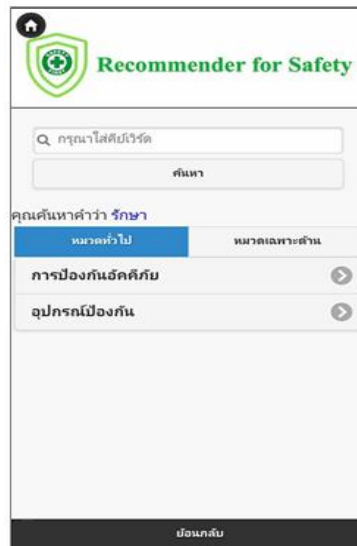 Recommender for Safety
กรุณาใส่คีย์เวิร์ด
ค้นหา
คุณค้นหาคำว่า รักษา
หมวดทั่วไป หมวดเฉพาะด้าน
การป้องกันอัคคีภัย
อุปกรณ์ป้องกัน
ย้อนกลับ